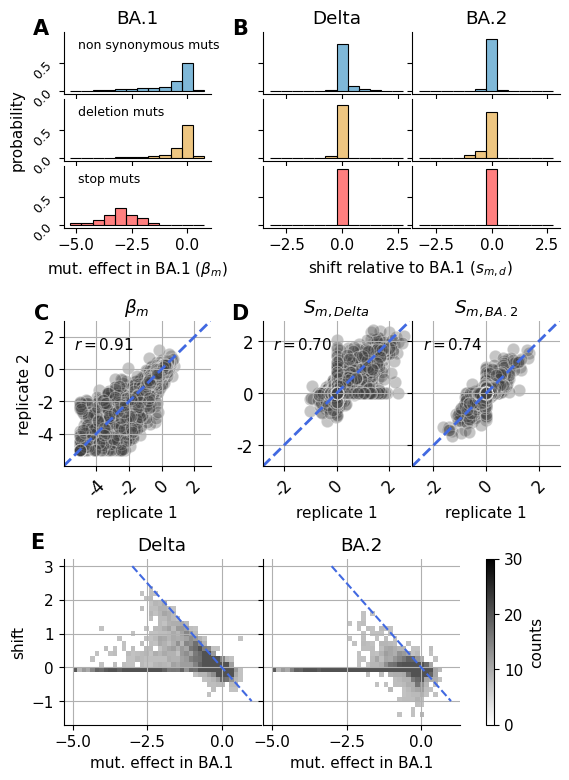 A BA.1 B Delta BA.2
non synonymous muts
0.5
0.0
deletion muts
0.5
0.0
stop muts
0.5
0.0
probability
−5.0 −2.5 0.0 −2.5 0.0 2.5 −2.5 0.0 2.5
mut. effect in BA.1 (βm) shift relative to BA.1 (sm,d)
C βm D Sm,Delta Sm,BA.2
r = 0.91 r = 0.70 r = 0.74
2
0
-2
-4
replicate 2
2
0
-2
-4 -2 0 2 -2 0 2 -2 0 2
replicate 1 replicate 1 replicate 1
E Delta BA.2
3
2
1
0
−1
shift
30
20
10
0
counts
−5.0 −2.5 0.0 −5.0 −2.5 0.0
mut. effect in BA.1 mut. effect in BA.1